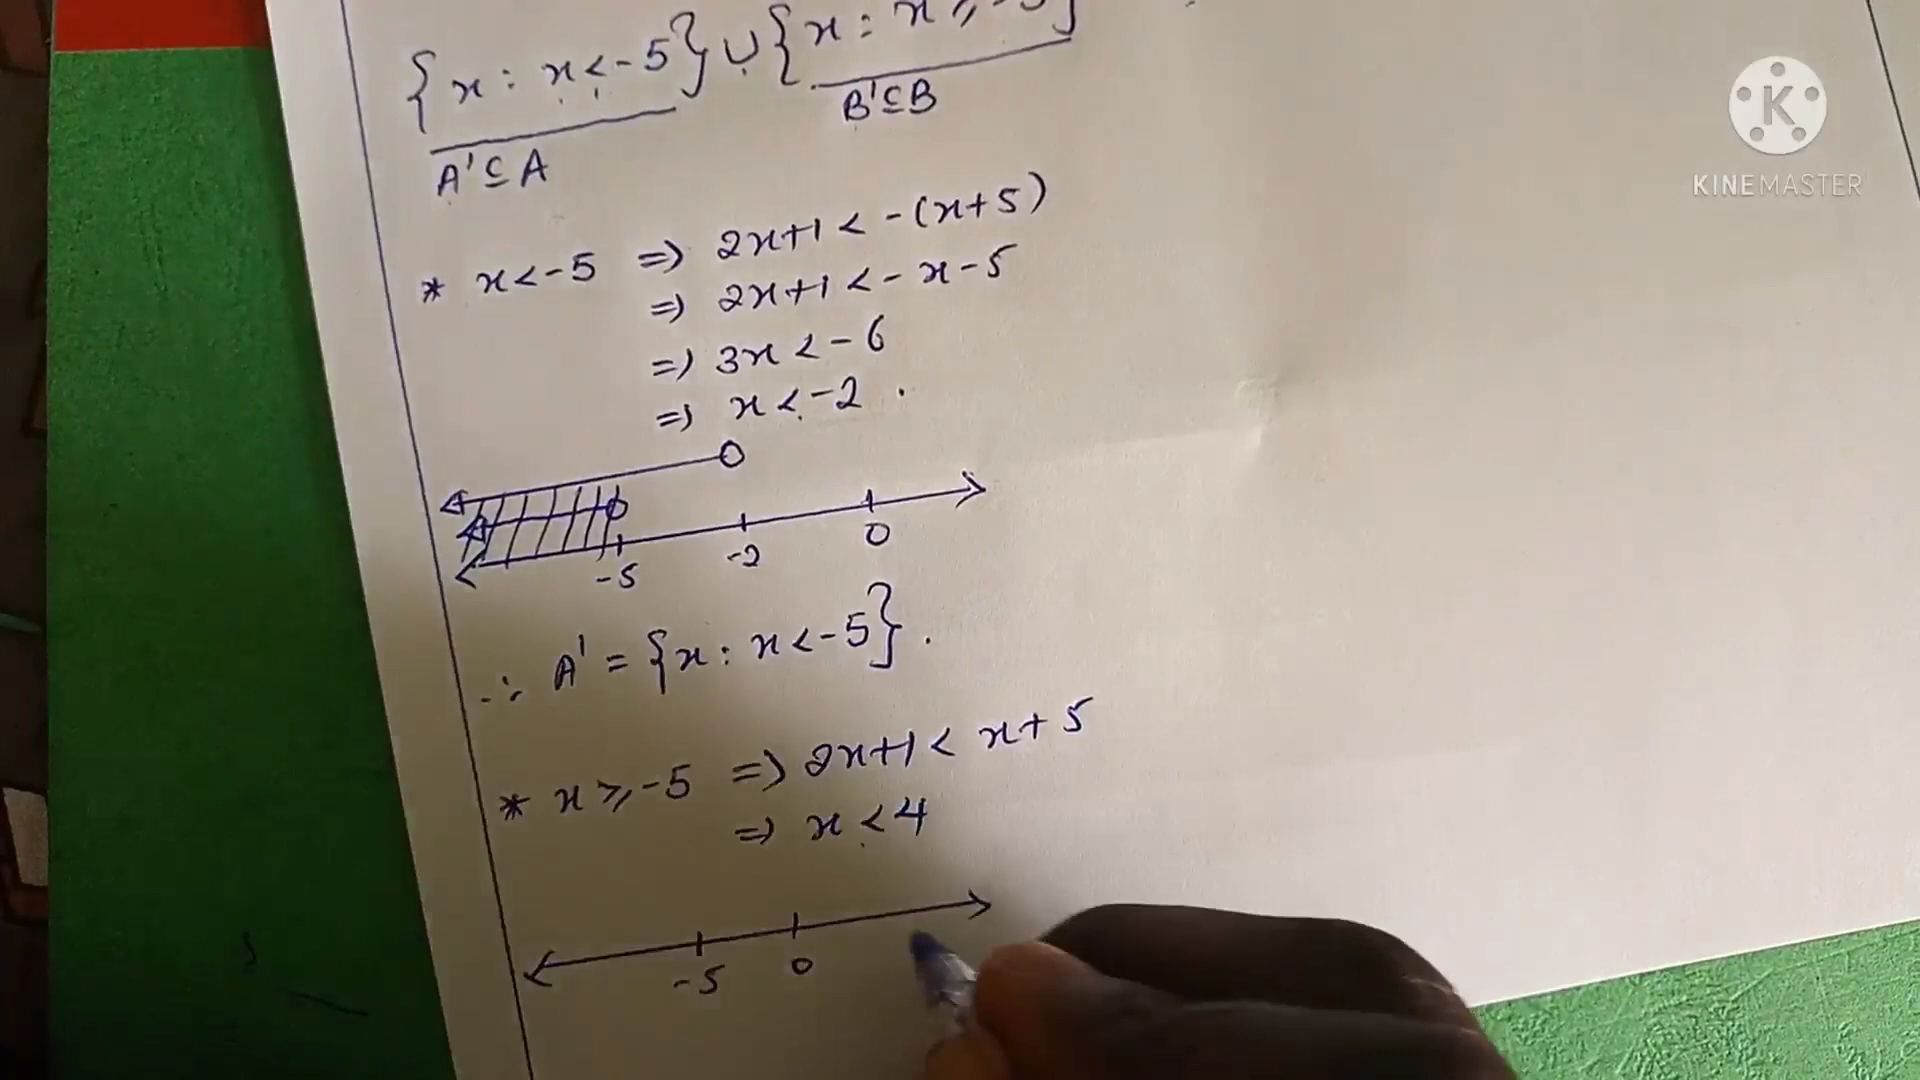 {x : x < -5} ∪ {x : x ≥ -5}
A' ⊆ A
B' ⊆ B
* x < -5 => 2x+1 < -(x+5)
=> 2x+1 < -x-5
=> 3x < -6
=> x < -2 .
-5 -2 0
∴ A' = {x : x < -5} .
* x ≥ -5 => 2x+1 < x+5
=> x < 4
-5 0
K
KINEMASTER